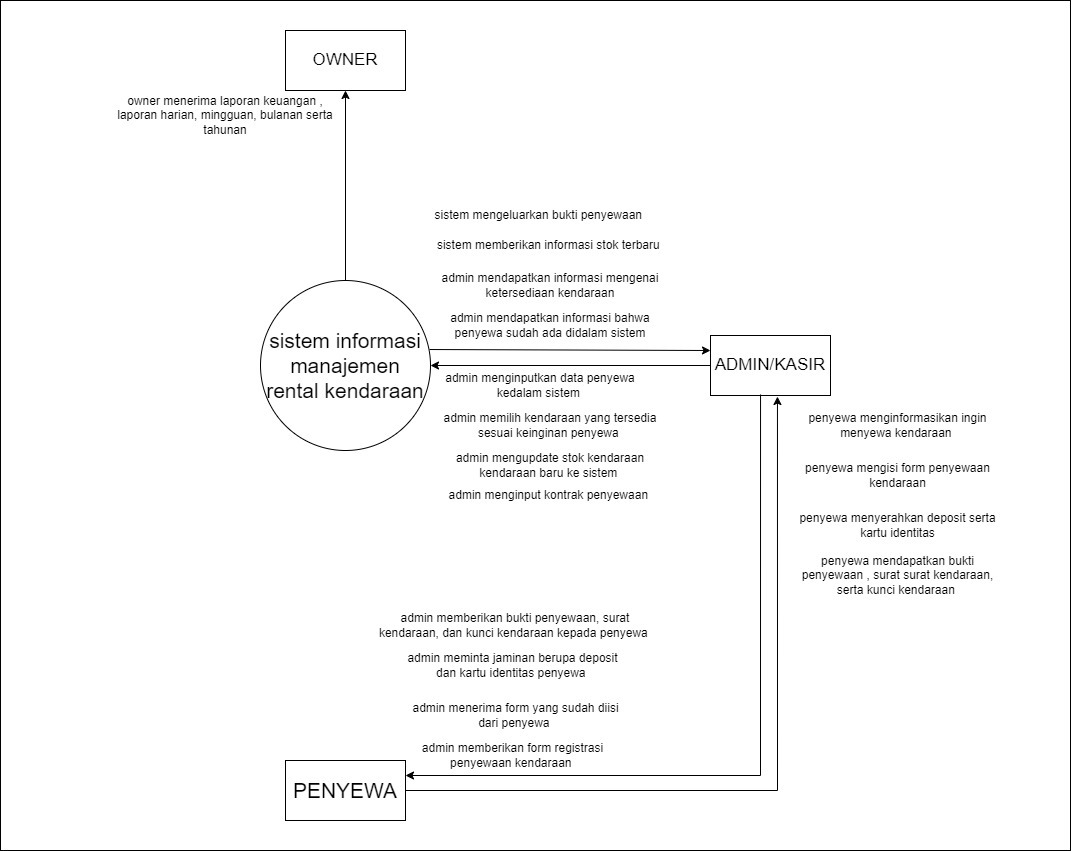 OWNER
owner menerima laporan keuangan ,
laporan harian, mingguan, bulanan serta
tahunan
sistem mengeluarkan bukti penyewaan
sistem memberikan informasi stok terbaru
admin mendapatkan informasi mengenai
ketersediaan kendaraan
admin mendapatkan informasi bahwa
penyewa sudah ada didalam sistem
sistem informasi
manajemen
rental kendaraan
ADMIN/KASIR
admin menginputkan data penyewa
kedalam sistem
admin memilih kendaraan yang tersedia
sesuai keinginan penyewa
admin mengupdate stok kendaraan
kendaraan baru ke sistem
admin menginput kontrak penyewaan
penyewa menginformasikan ingin
menyewa kendaraan
penyewa mengisi form penyewaan
kendaraan
penyewa menyerahkan deposit serta
kartu identitas
penyewa mendapatkan bukti
penyewaan , surat surat kendaraan,
serta kunci kendaraan
admin memberikan bukti penyewaan, surat
kendaraan, dan kunci kendaraan kepada penyewa
admin meminta jaminan berupa deposit
dan kartu identitas penyewa
admin menerima form yang sudah diisi
dari penyewa
admin memberikan form registrasi
penyewaan kendaraan
PENYEWA